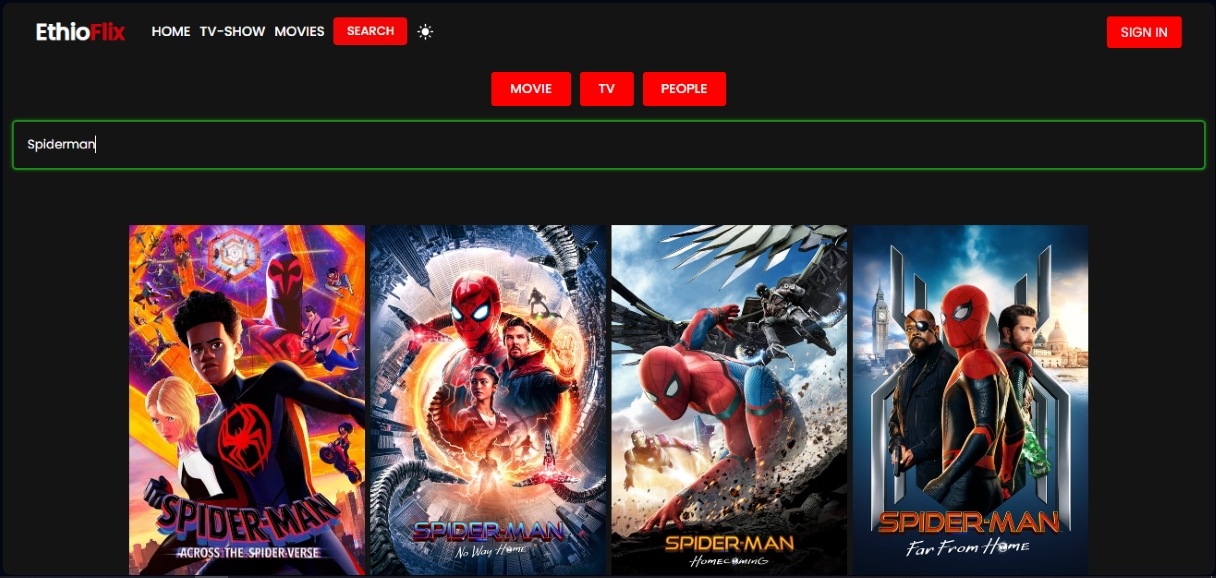 EthioFlix HOME TV-SHOW MOVIES SEARCH SIGN IN
MOVIE TV PEOPLE
Spiderman
SPIDER-MAN
ACROSS THE SPIDER-VERSE
SPIDER-MAN
No Way Home
SPIDER-MAN
HOMECOMING
SPIDER-MAN
Far From Home